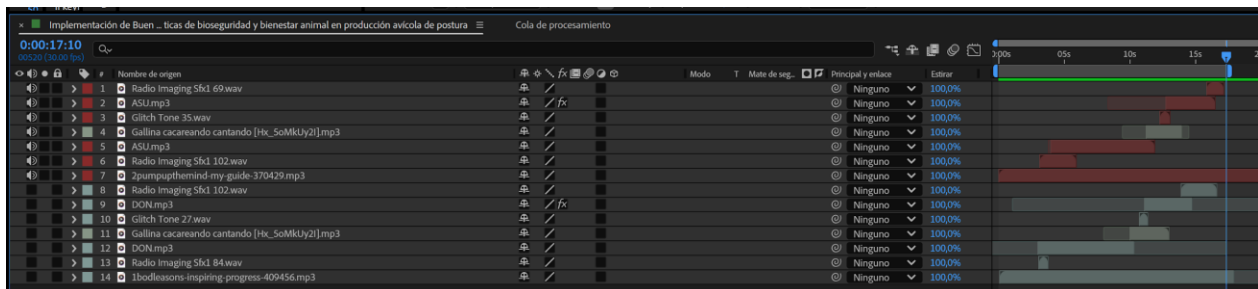 Implementación de Buen ... ticas de bioseguridad y bienestar animal en producción avícola de postura Cola de procesamiento
0:00:17:10
00520 (30.00 fps)
0:00s 05s 10s 15s
# Nombre de origen Modo T Mate de seg... Principal y enlace Estirar
1 Radio Imaging Sfx1 69.wav Ninguno 100,0%
2 ASU.mp3 fx Ninguno 100,0%
3 Glitch Tone 35.wav Ninguno 100,0%
4 Gallina cacareando cantando [Hx_5oMkUy2I].mp3 Ninguno 100,0%
5 ASU.mp3 Ninguno 100,0%
6 Radio Imaging Sfx1 102.wav Ninguno 100,0%
7 2pumpupthemind-my-guide-370429.mp3 Ninguno 100,0%
8 Radio Imaging Sfx1 102.wav Ninguno 100,0%
9 DON.mp3 fx Ninguno 100,0%
10 Glitch Tone 27.wav Ninguno 100,0%
11 Gallina cacareando cantando [Hx_5oMkUy2I].mp3 Ninguno 100,0%
12 DON.mp3 Ninguno 100,0%
13 Radio Imaging Sfx1 84.wav Ninguno 100,0%
14 1bodleasons-inspiring-progress-409456.mp3 Ninguno 100,0%